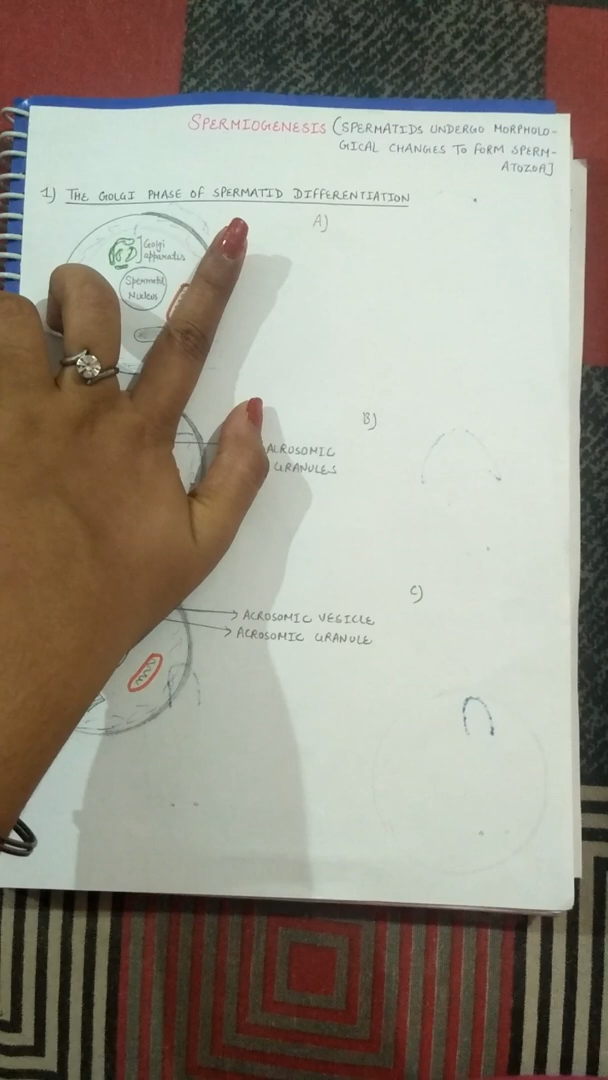 SPERMIOGENESIS (SPERMATIDS UNDERGO MORPHOLO-
GICAL CHANGES TO FORM SPERM-
ATOZOA]
1) THE GOLGI PHASE OF SPERMATID DIFFERENTIATION
A)
Golgi
apparatus
Spermatid
Nucleus
B)
ACROSOMIC
GRANULES
C)
ACROSOMIC VESICLE
ACROSOMIC GRANULE